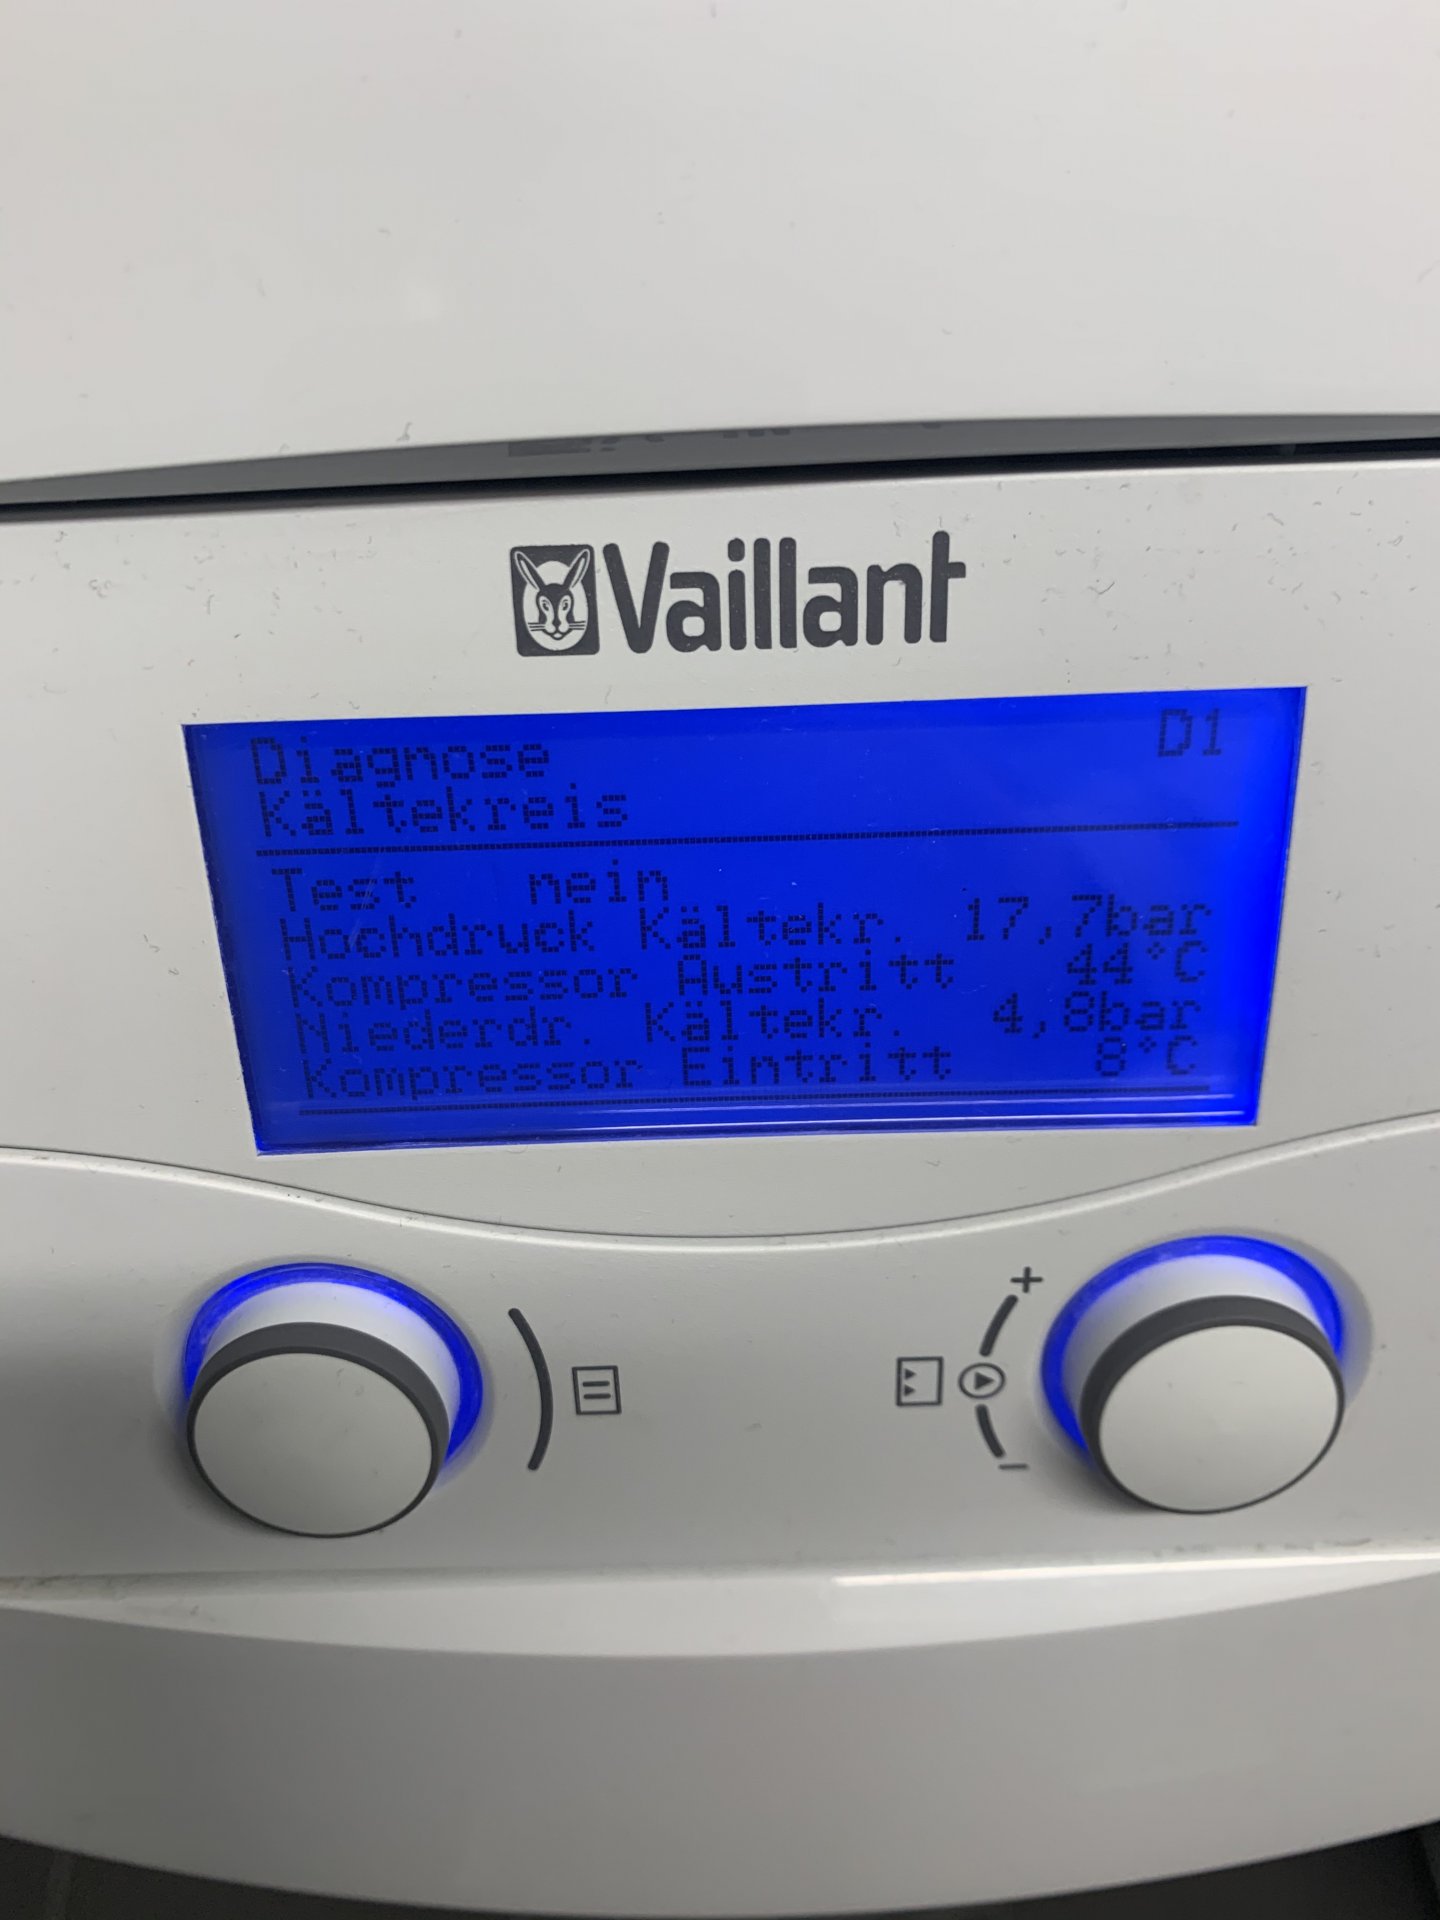 Vaillant
Diagnose D1
Kältekreis
Test nein
Hochdruck Kältekr. 17,7bar
Kompressor Austritt 44°C
Niederdr. Kältekr. 4,8bar
Kompressor Eintritt 8°C
+
−